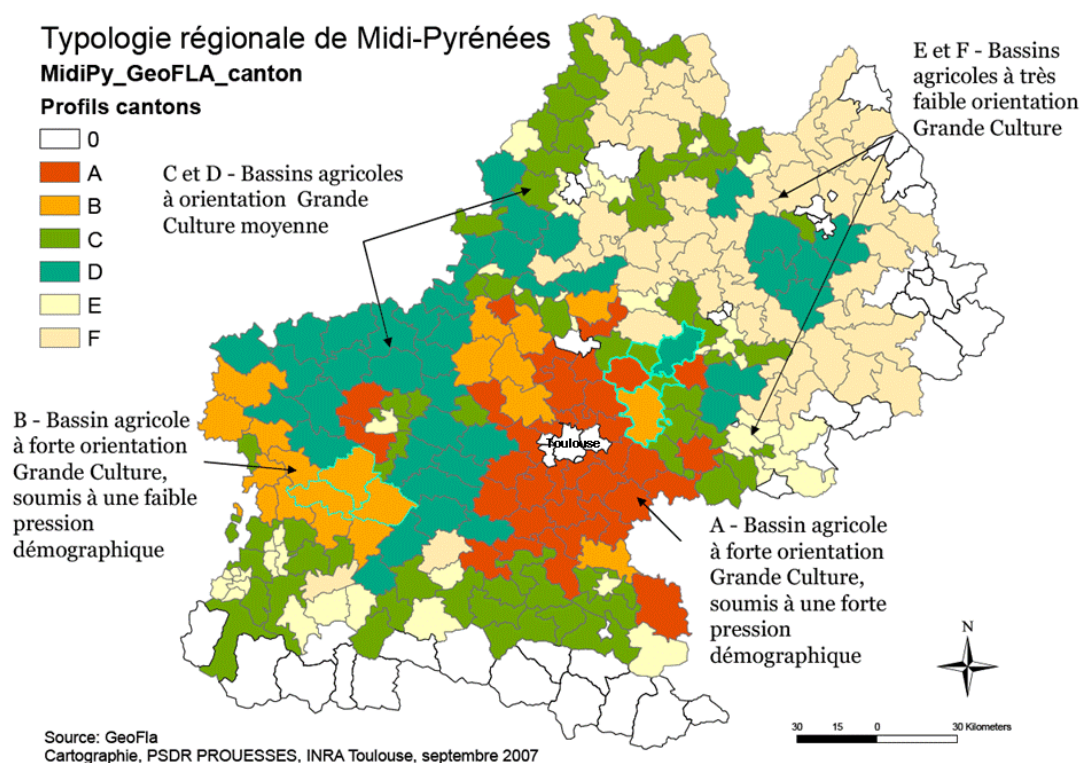 Typologie régionale de Midi-Pyrénées
MidiPy_GeoFLA_canton
Profils cantons
0
A
B
C
D
E
F
C et D - Bassins agricoles
à orientation Grande
Culture moyenne
E et F - Bassins
agricoles à très
faible orientation
Grande Culture
B - Bassin agricole
à forte orientation
Grande Culture,
soumis à une faible
pression
démographique
Toulouse
A - Bassin agricole
à forte orientation
Grande Culture,
soumis à une forte
pression
démographique
N
30 15 0 30 Kilometers
Source: GeoFla
Cartographie, PSDR PROUESSES, INRA Toulouse, septembre 2007